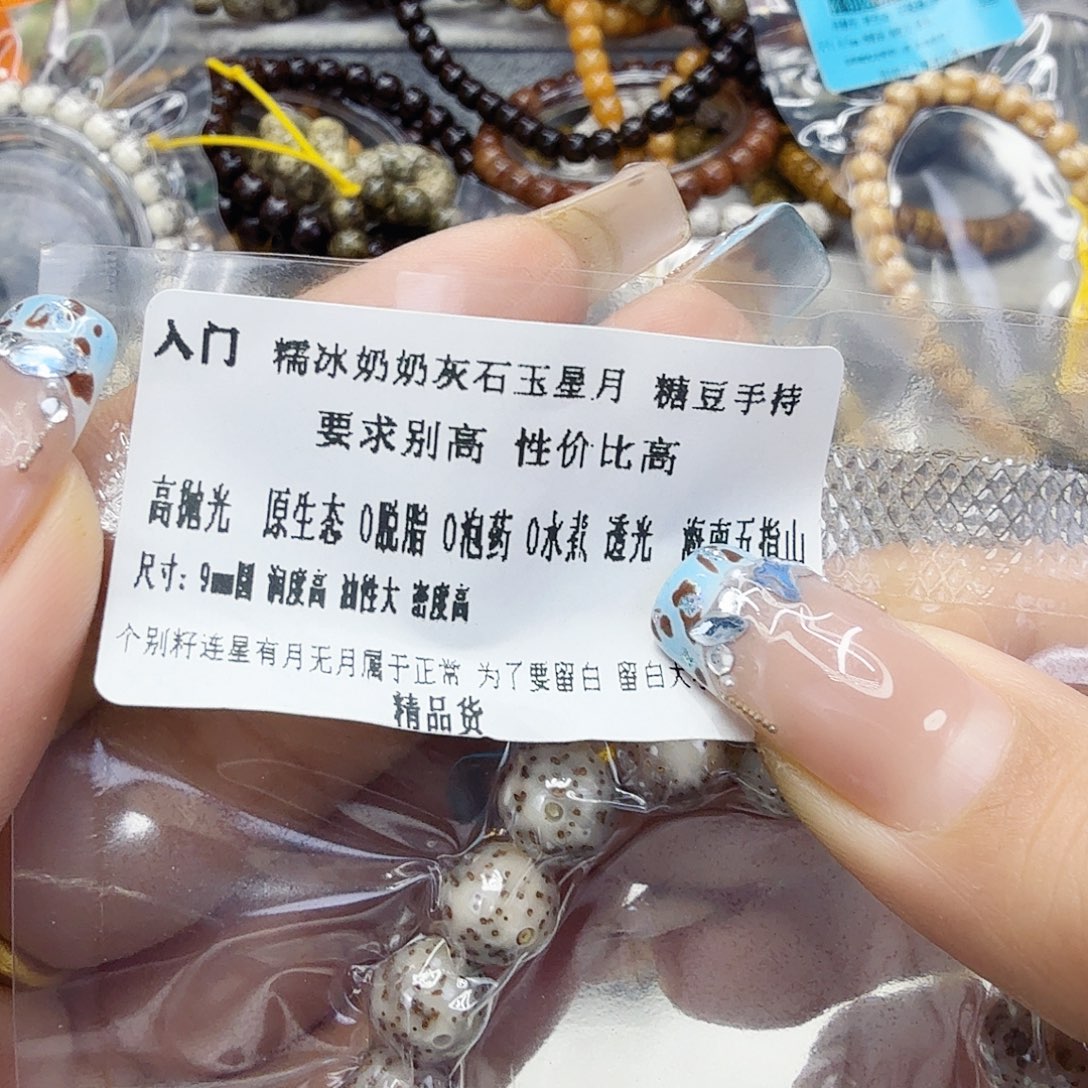 入门 糯冰奶奶灰石玉星月 糖豆手持
要求别高 性价比高
高抛光 原生态 0脱脂 0泡药 0水煮 透光 海南五指山
尺寸：9mm圆 润度高 油性大 密度高
个别籽连星有月无月属于正常 为了要留白 留白大
精品货